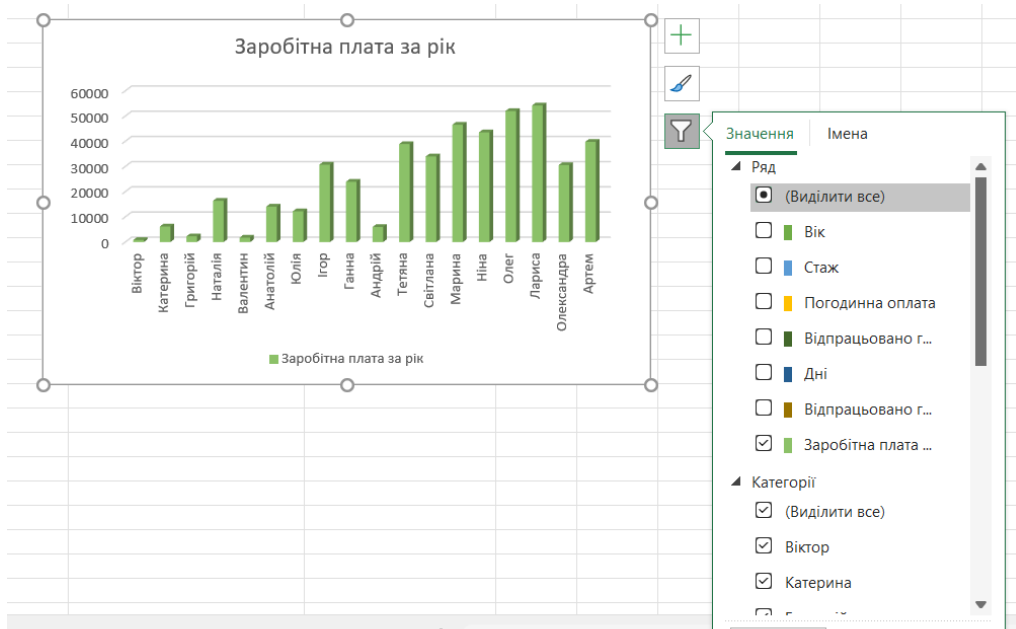 Заробітна плата за рік
60000
50000
40000
30000
20000
10000
0
Віктор
Катерина
Григорій
Наталія
Валентин
Анатолій
Юлія
Ігор
Ганна
Андрій
Тетяна
Світлана
Марина
Ніна
Олег
Лариса
Олександра
Артем
Заробітна плата за рік
Значення Імена
Ряд
(Виділити все)
Вік
Стаж
Погодинна оплата
Відпрацьовано г...
Дні
Відпрацьовано г...
Заробітна плата ...
Категорії
(Виділити все)
Віктор
Катерина